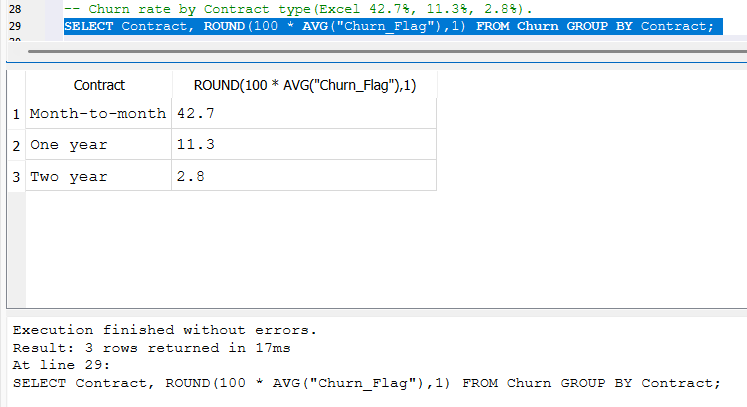 28 -- Churn rate by Contract type(Excel 42.7%, 11.3%, 2.8%).
29 SELECT Contract, ROUND(100 * AVG("Churn_Flag"),1) FROM Churn GROUP BY Contract;
Contract ROUND(100 * AVG("Churn_Flag"),1)
1 Month-to-month 42.7
2 One year 11.3
3 Two year 2.8
Execution finished without errors.
Result: 3 rows returned in 17ms
At line 29:
SELECT Contract, ROUND(100 * AVG("Churn_Flag"),1) FROM Churn GROUP BY Contract;